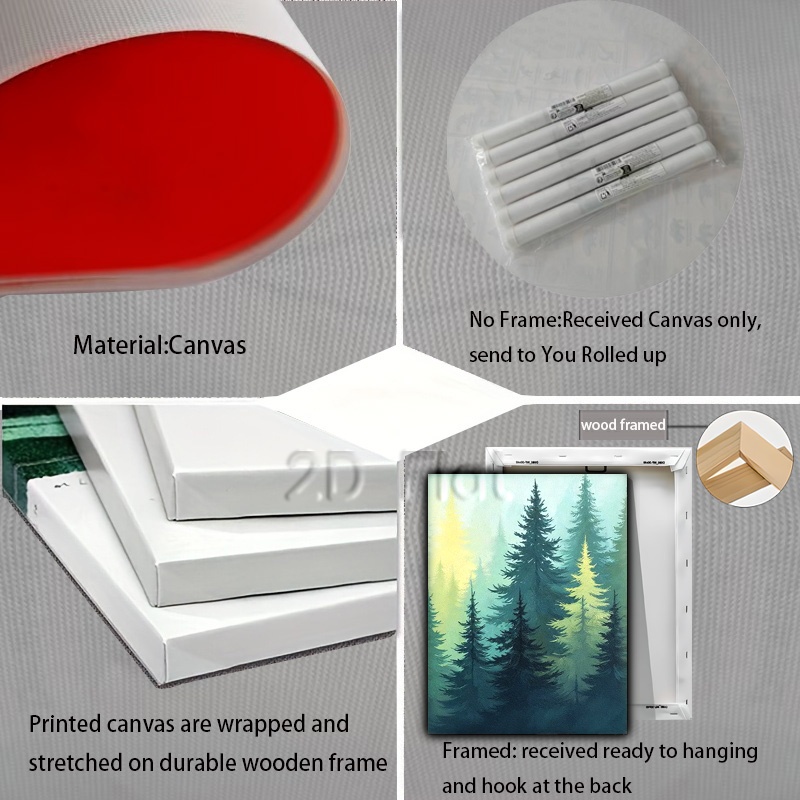 Material:Canvas
No Frame:Received Canvas only,
send to You Rolled up
wood framed
2D Flat
Printed canvas are wrapped and
stretched on durable wooden frame
Framed: received ready to hanging
and hook at the back